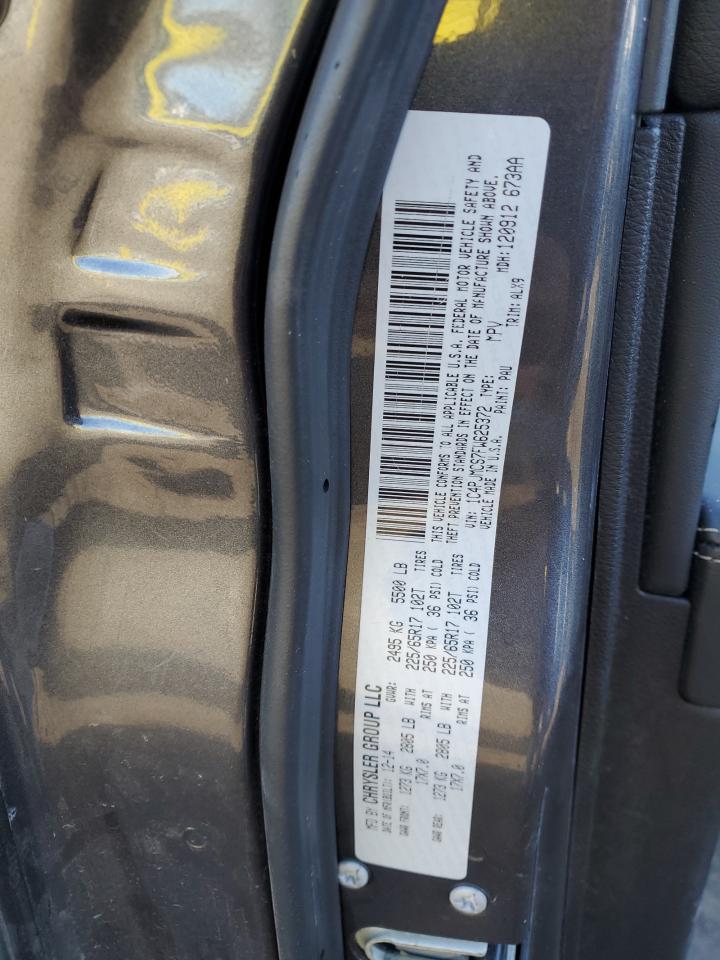 MFD BY CHRYSLER GROUP LLC
DATE OF MFR(BUILT): 12-14 GVWR: 2495 KG 5500 LB
GAWR FRONT: 1273 KG 2805 LB WITH 225/65R17 102T TIRES
17X7.0 RIMS AT 250 KPA ( 36 PSI) COLD
GAWR REAR: 1273 KG 2805 LB WITH 225/65R17 102T TIRES
17X7.0 RIMS AT 250 KPA ( 36 PSI) COLD
THIS VEHICLE CONFORMS TO ALL APPLICABLE U.S.A. FEDERAL MOTOR VEHICLE SAFETY AND
THEFT PREVENTION STANDARDS IN EFFECT ON THE DATE OF MANUFACTURE SHOWN ABOVE.
VIN: 1C4PJMCS7FW625372 TYPE: MPV MDH:120912 673AA
VEHICLE MADE IN U.S.A. PAINT: PAU TRIM: ALX9